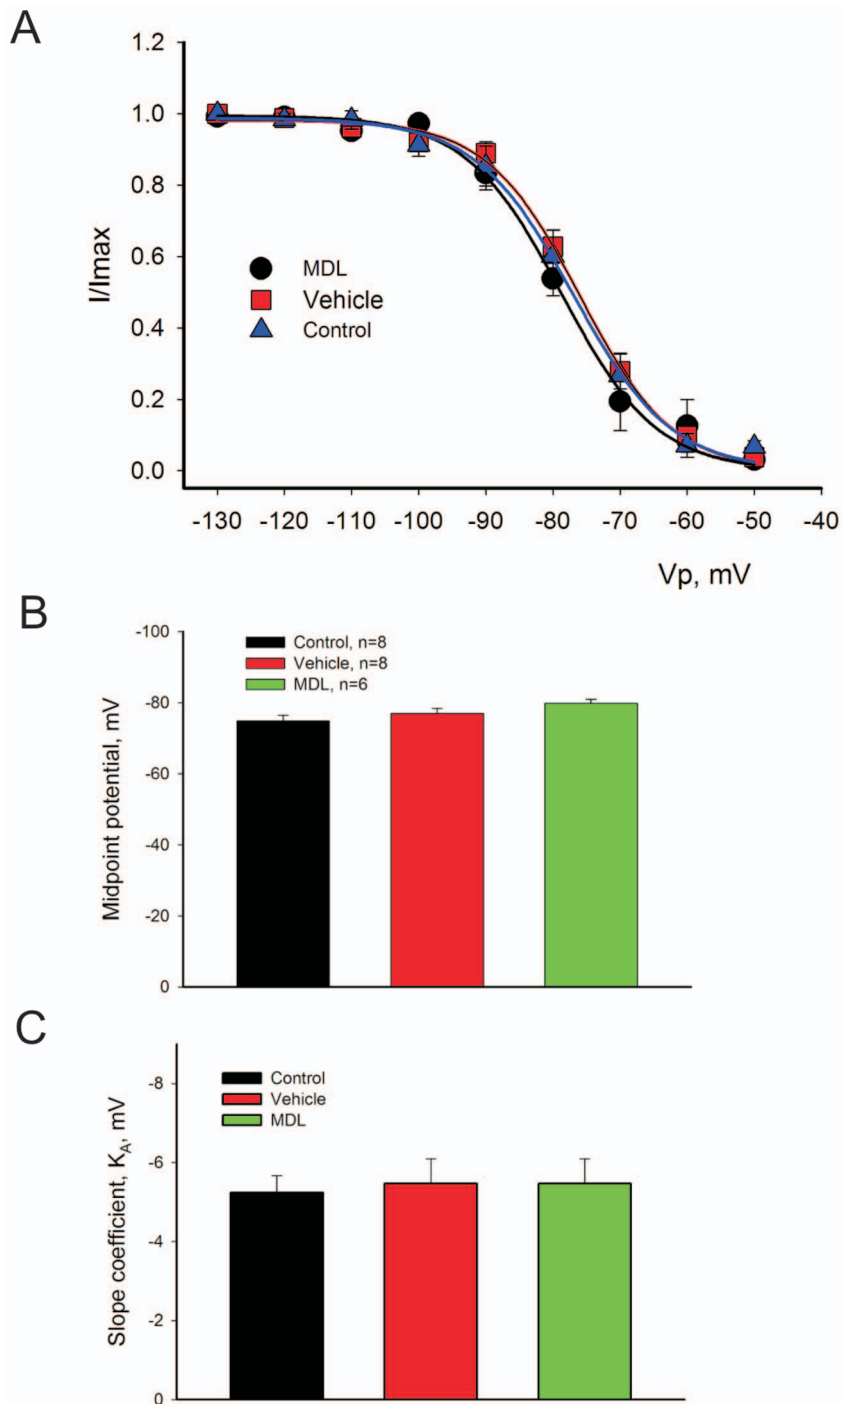 A
1.2
1.0
0.8
0.6
0.4
0.2
0.0
I/Imax
MDL
Vehicle
Control
-130 -120 -110 -100 -90 -80 -70 -60 -50 -40
Vp, mV
B
-100
-80
-60
-40
-20
0
Midpoint potential, mV
Control, n=8
Vehicle, n=8
MDL, n=6
C
-8
-6
-4
-2
0
Slope coefficient, KA, mV
Control
Vehicle
MDL